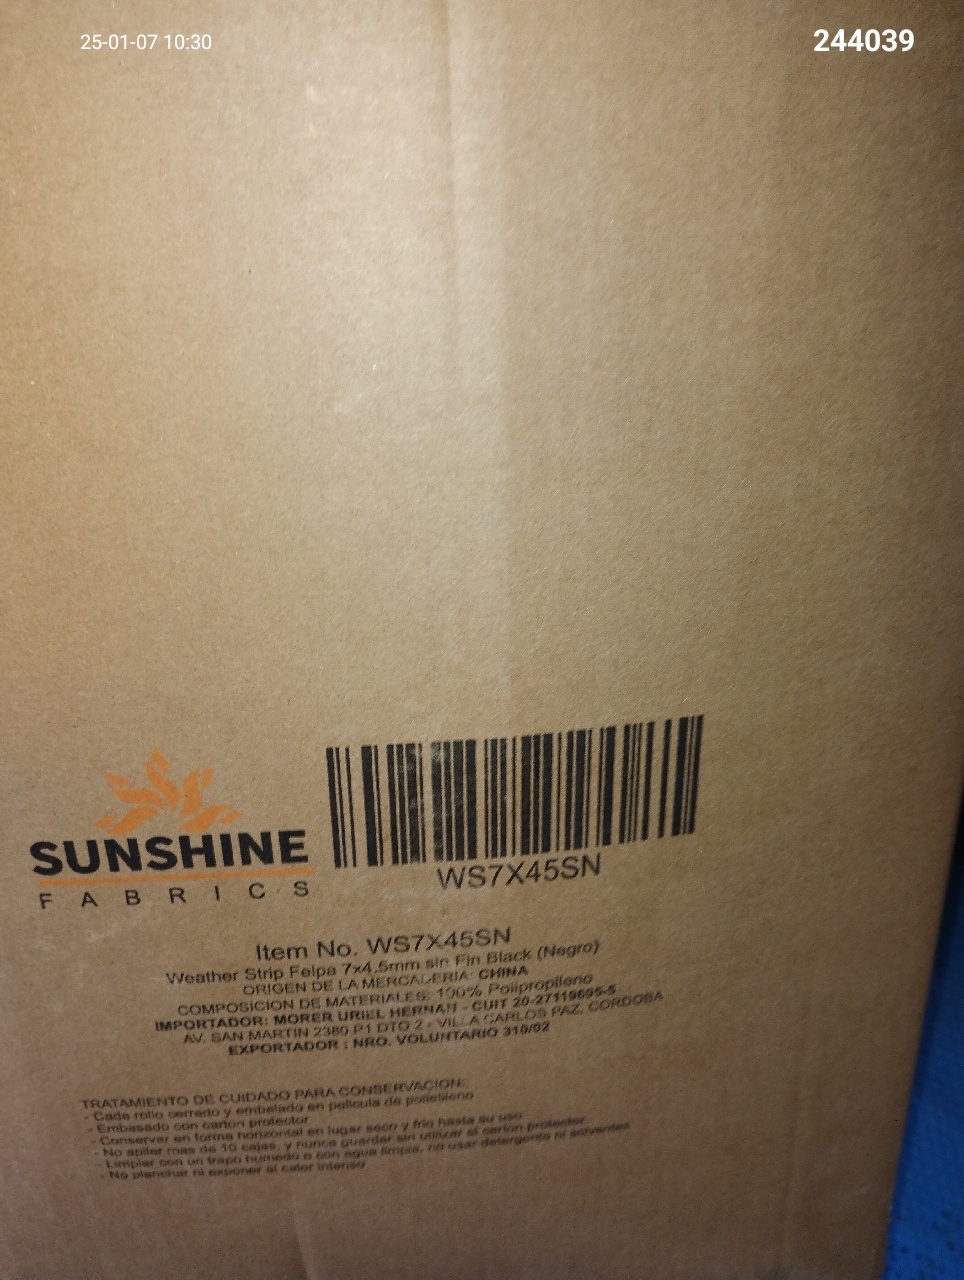 25-01-07 10:30
244039
SUNSHINE
FABRICS
WS7X45SN
Item No. WS7X45SN
Weather Strip Felpa 7x4,5mm sin Fin Black (Negro)
ORIGEN DE LA MERCADERIA: CHINA
COMPOSICION DE MATERIALES: 100% Polipropileno
IMPORTADOR: MORER URIEL HERNAN - CUIT 20-27119695-5
AV. SAN MARTIN 2380 P1 DTO 2 - VILLA CARLOS PAZ. CORDOBA
EXPORTADOR : NRO. VOLUNTARIO 310/02
TRATAMIENTO DE CUIDADO PARA CONSERVACION:
- Cada rollo cerrado y embalado en pelicula de polietileno
- Embasado con carton protector
- Conservar en forma horizontal en lugar seco y frio hasta su uso
- No apilar mas de 10 cajas, y nunca guardar sin utilizar el carton protector
- Limpiar con un trapo humedo o con agua limpia, no usar detergente ni solventes
- No planchar ni exponer al calor intenso